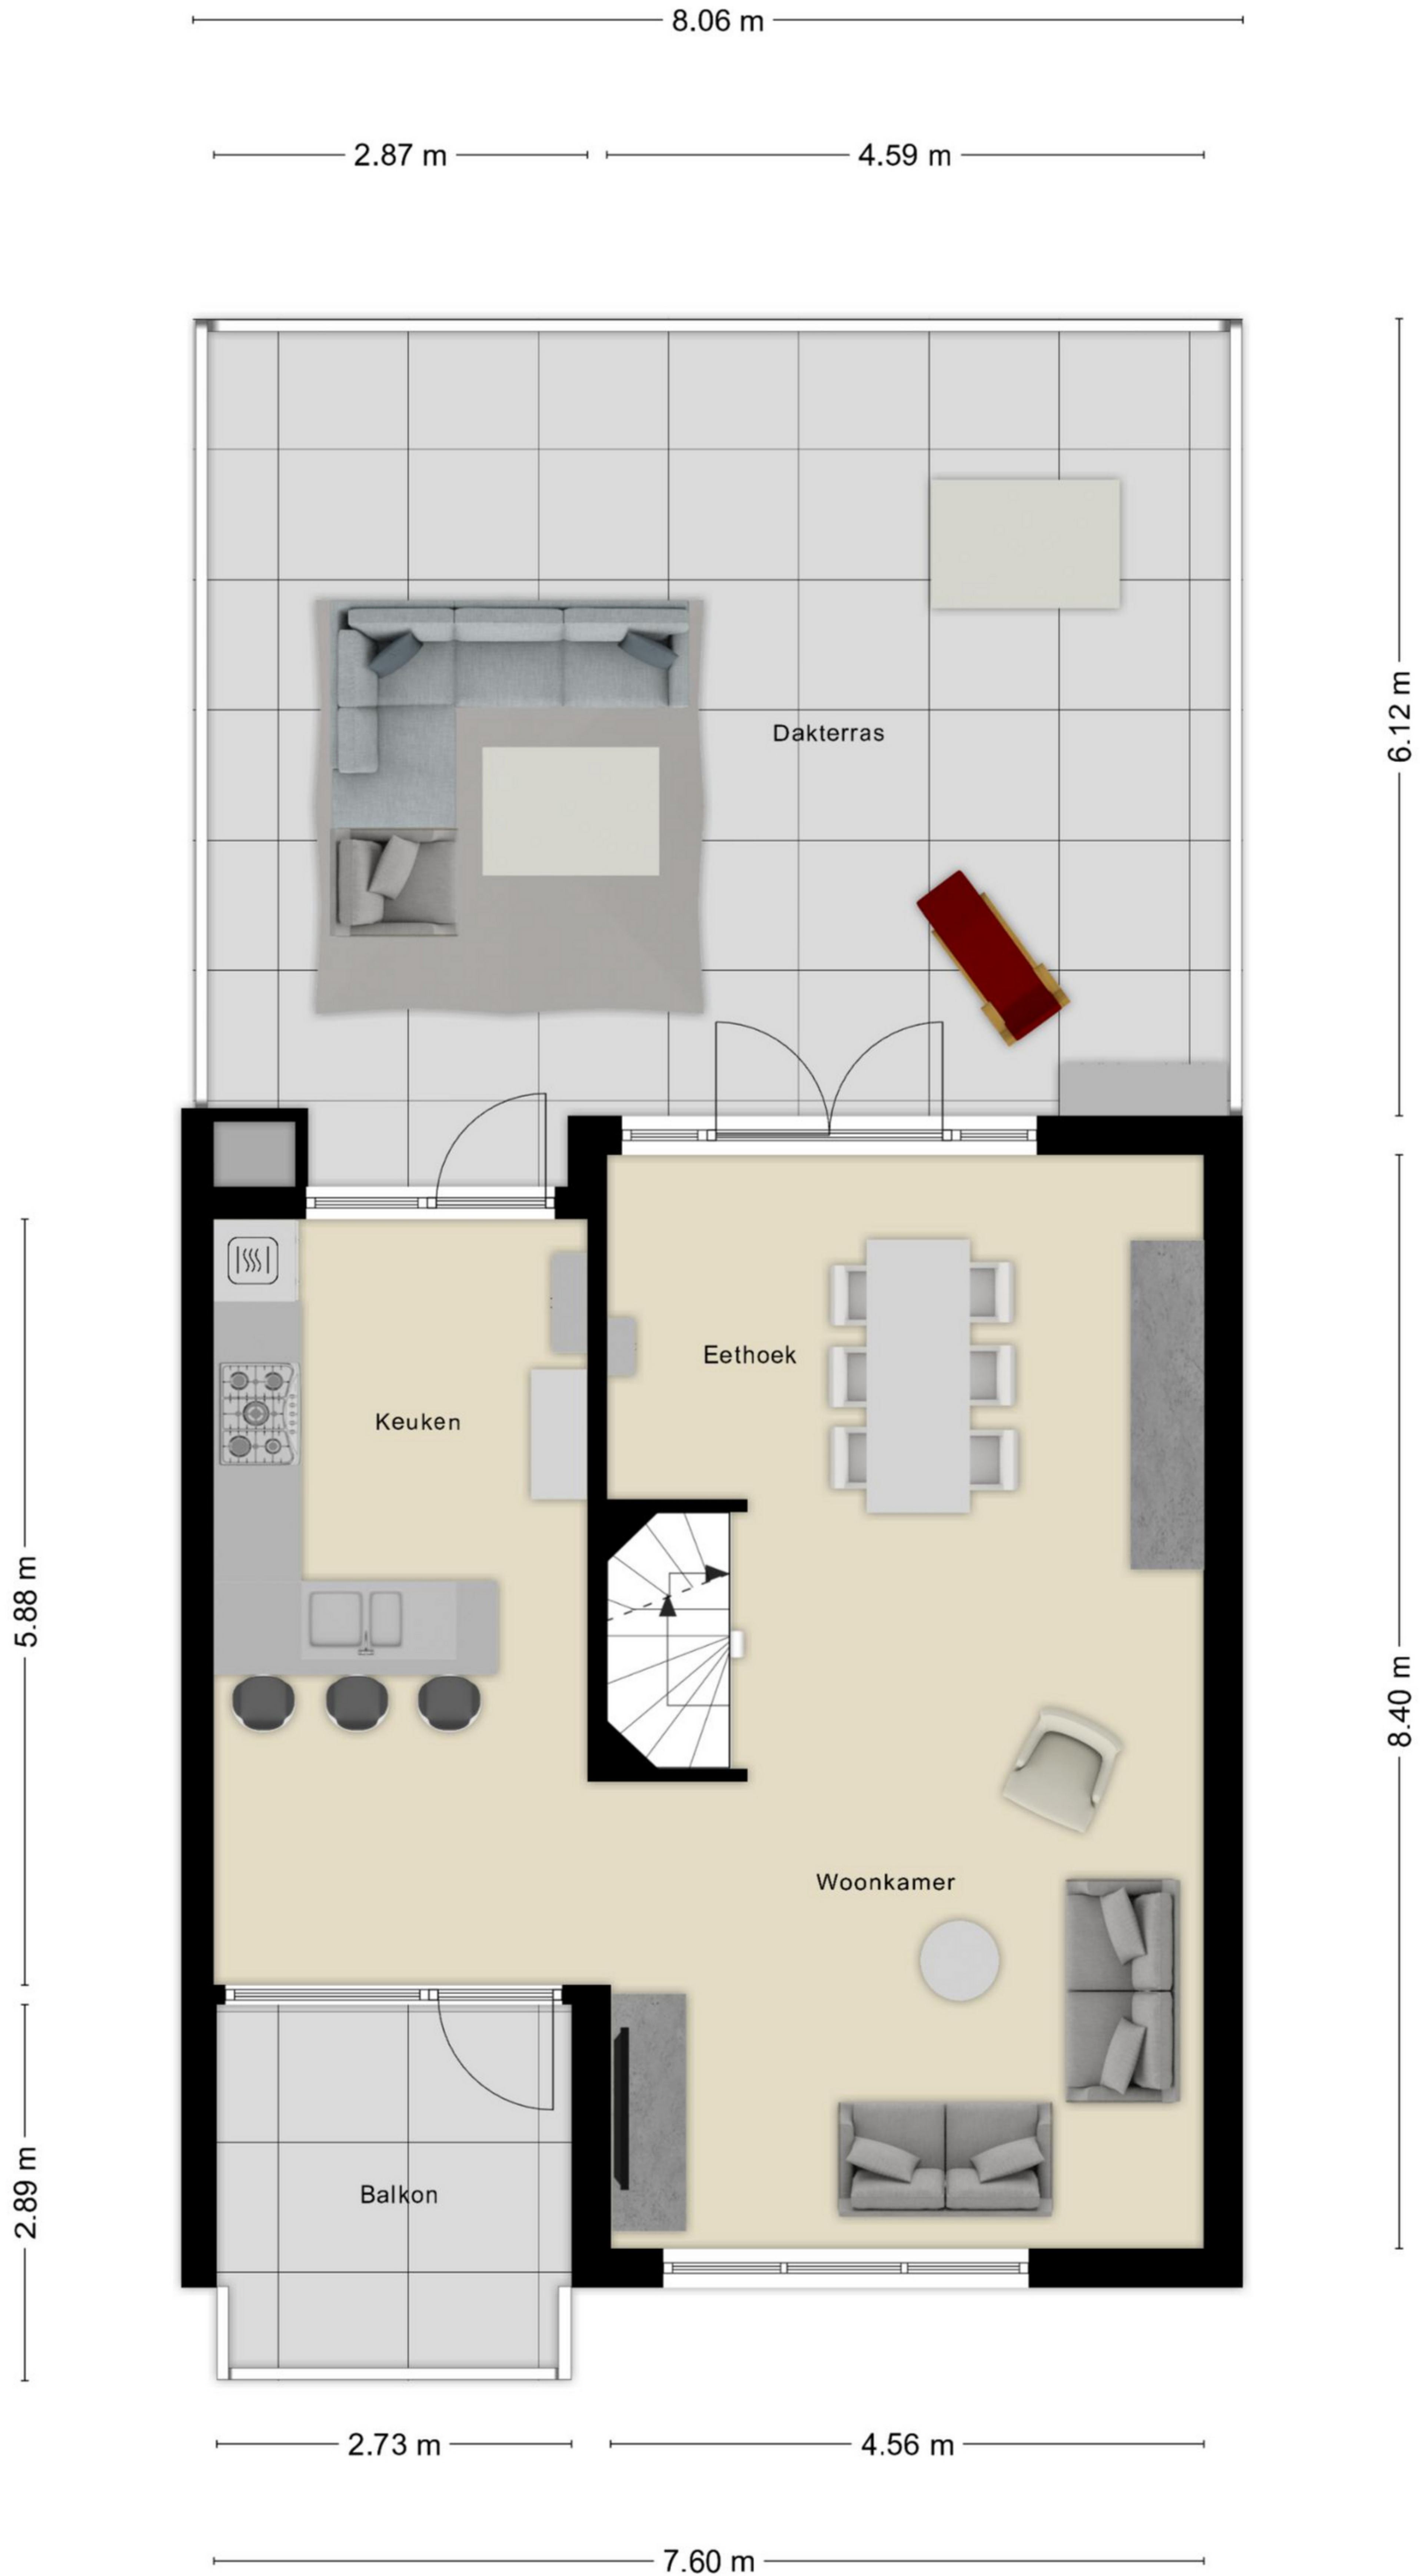 8.06 m
2.87 m
4.59 m
Dakterras
6.12 m
Eethoek
Keuken
5.88 m
8.40 m
Woonkamer
Balkon
2.89 m
2.73 m
4.56 m
7.60 m